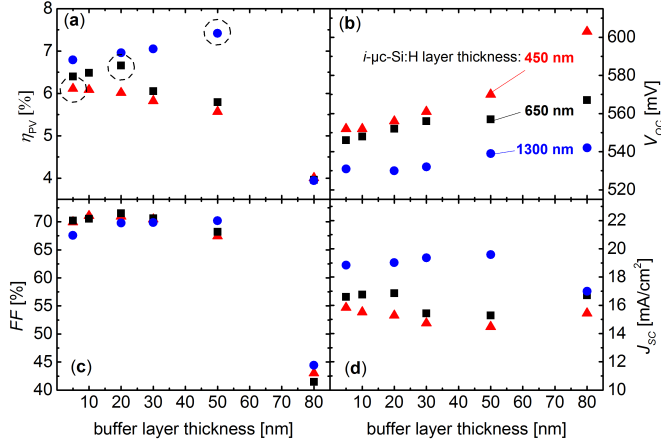 (a)
8
7
6
5
4
η_PV [%]
(b)
i-µc-Si:H layer thickness: 450 nm
650 nm
1300 nm
600
580
560
540
520
V_OC [mV]
70
65
60
55
50
45
40
FF [%]
(c)
10 20 30 40 50 60 70 80
buffer layer thickness [nm]
(d)
22
20
18
16
14
12
10
J_SC [mA/cm²]
10 20 30 40 50 60 70 80
buffer layer thickness [nm]